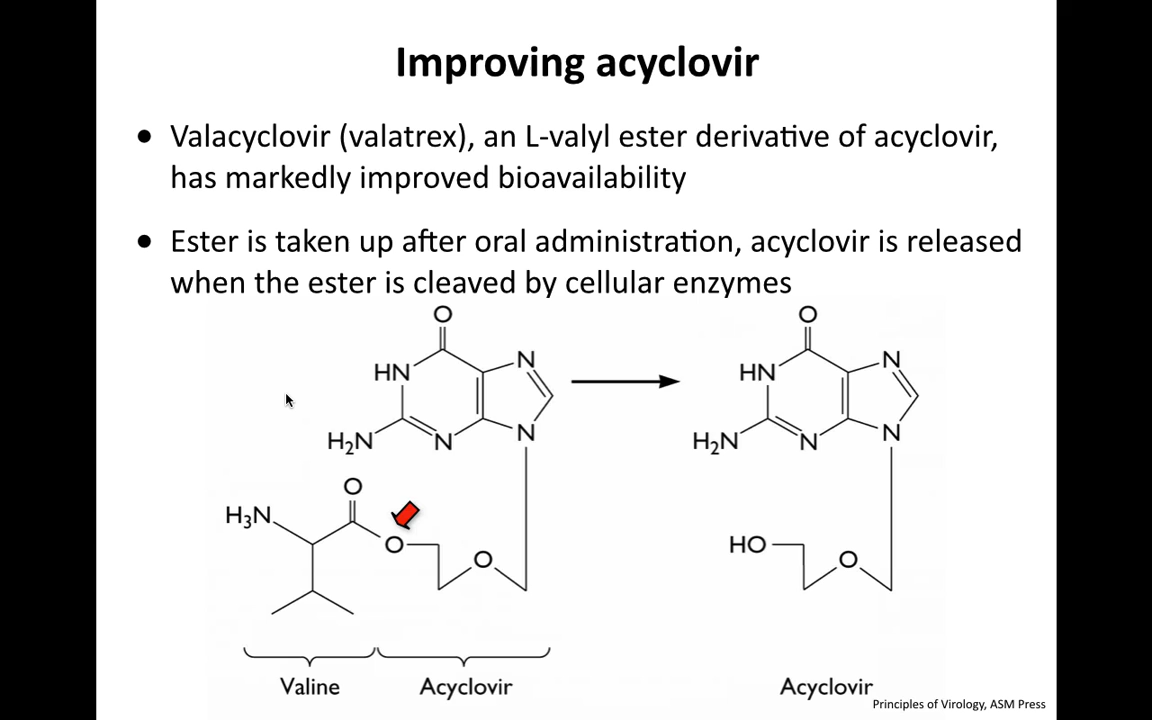 Improving acyclovir
● Valacyclovir (valatrex), an L-valyl ester derivative of acyclovir,
has markedly improved bioavailability
● Ester is taken up after oral administration, acyclovir is released
when the ester is cleaved by cellular enzymes
O
HN
N
H₂N
N
N
O
H₃N
O
O
Valine
Acyclovir
O
HN
N
H₂N
N
N
HO
O
Acyclovir
Principles of Virology, ASM Press